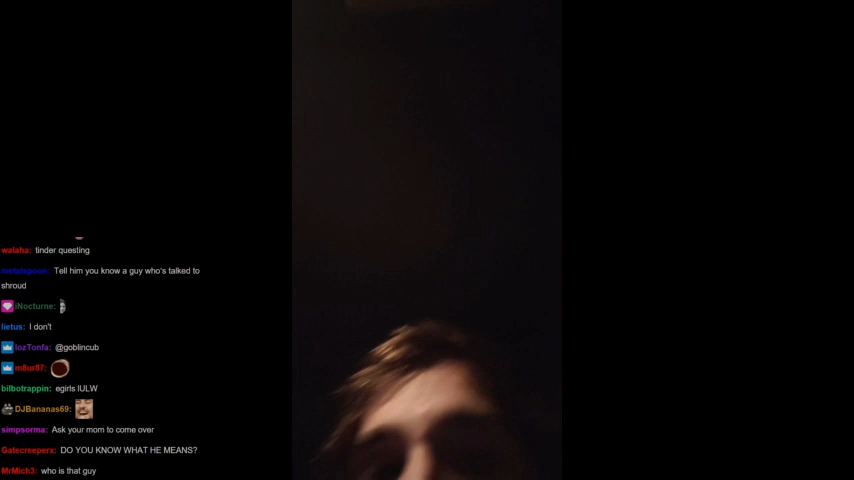 walaha: tinder questing
metalspoon: Tell him you know a guy who's talked to
shroud
iNocturne:
lietus: I don't
lozTonfa: @goblincub
m8ur87:
bilbotrappin: egirls lULW
DJBananas69:
simpsorma: Ask your mom to come over
Gatecreeperx: DO YOU KNOW WHAT HE MEANS?
MrMich3: who is that guy